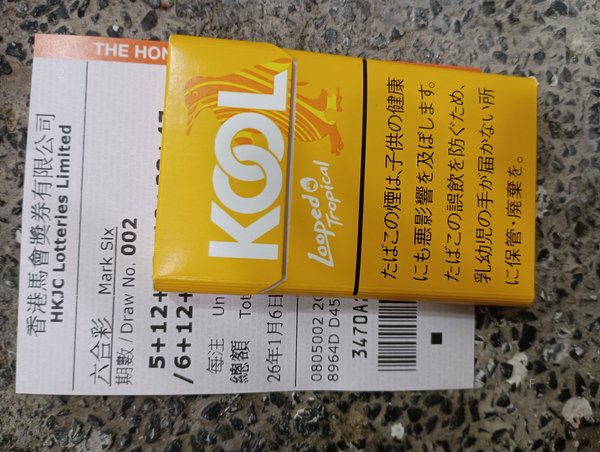 THE HON
香港馬會獎券有限公司
HKJC Lotteries Limited
六合彩 Mark Six
期數 / Draw No. 002
5+12+
/6+12+
每注 Un
總額 Tot
26年1月6日
0805002
8964D D45
3470A
KOOL
Looped
Tropical
たばこの煙は、子供の健康
にも悪影響を及ぼします。
たばこの誤飲を防ぐため、
乳幼児の手が届かない所
に保管・廃棄を。